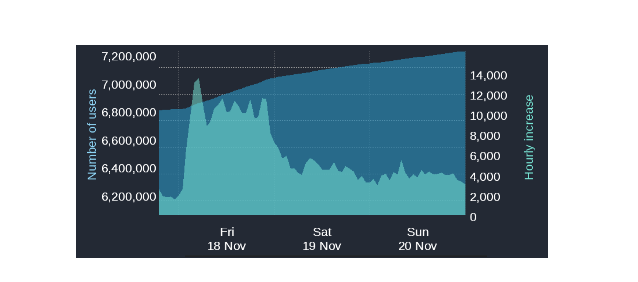 7,200,000
7,000,000
6,800,000
6,600,000
6,400,000
6,200,000
Number of users
14,000
12,000
10,000
8,000
6,000
4,000
2,000
0
Hourly increase
Fri
18 Nov
Sat
19 Nov
Sun
20 Nov